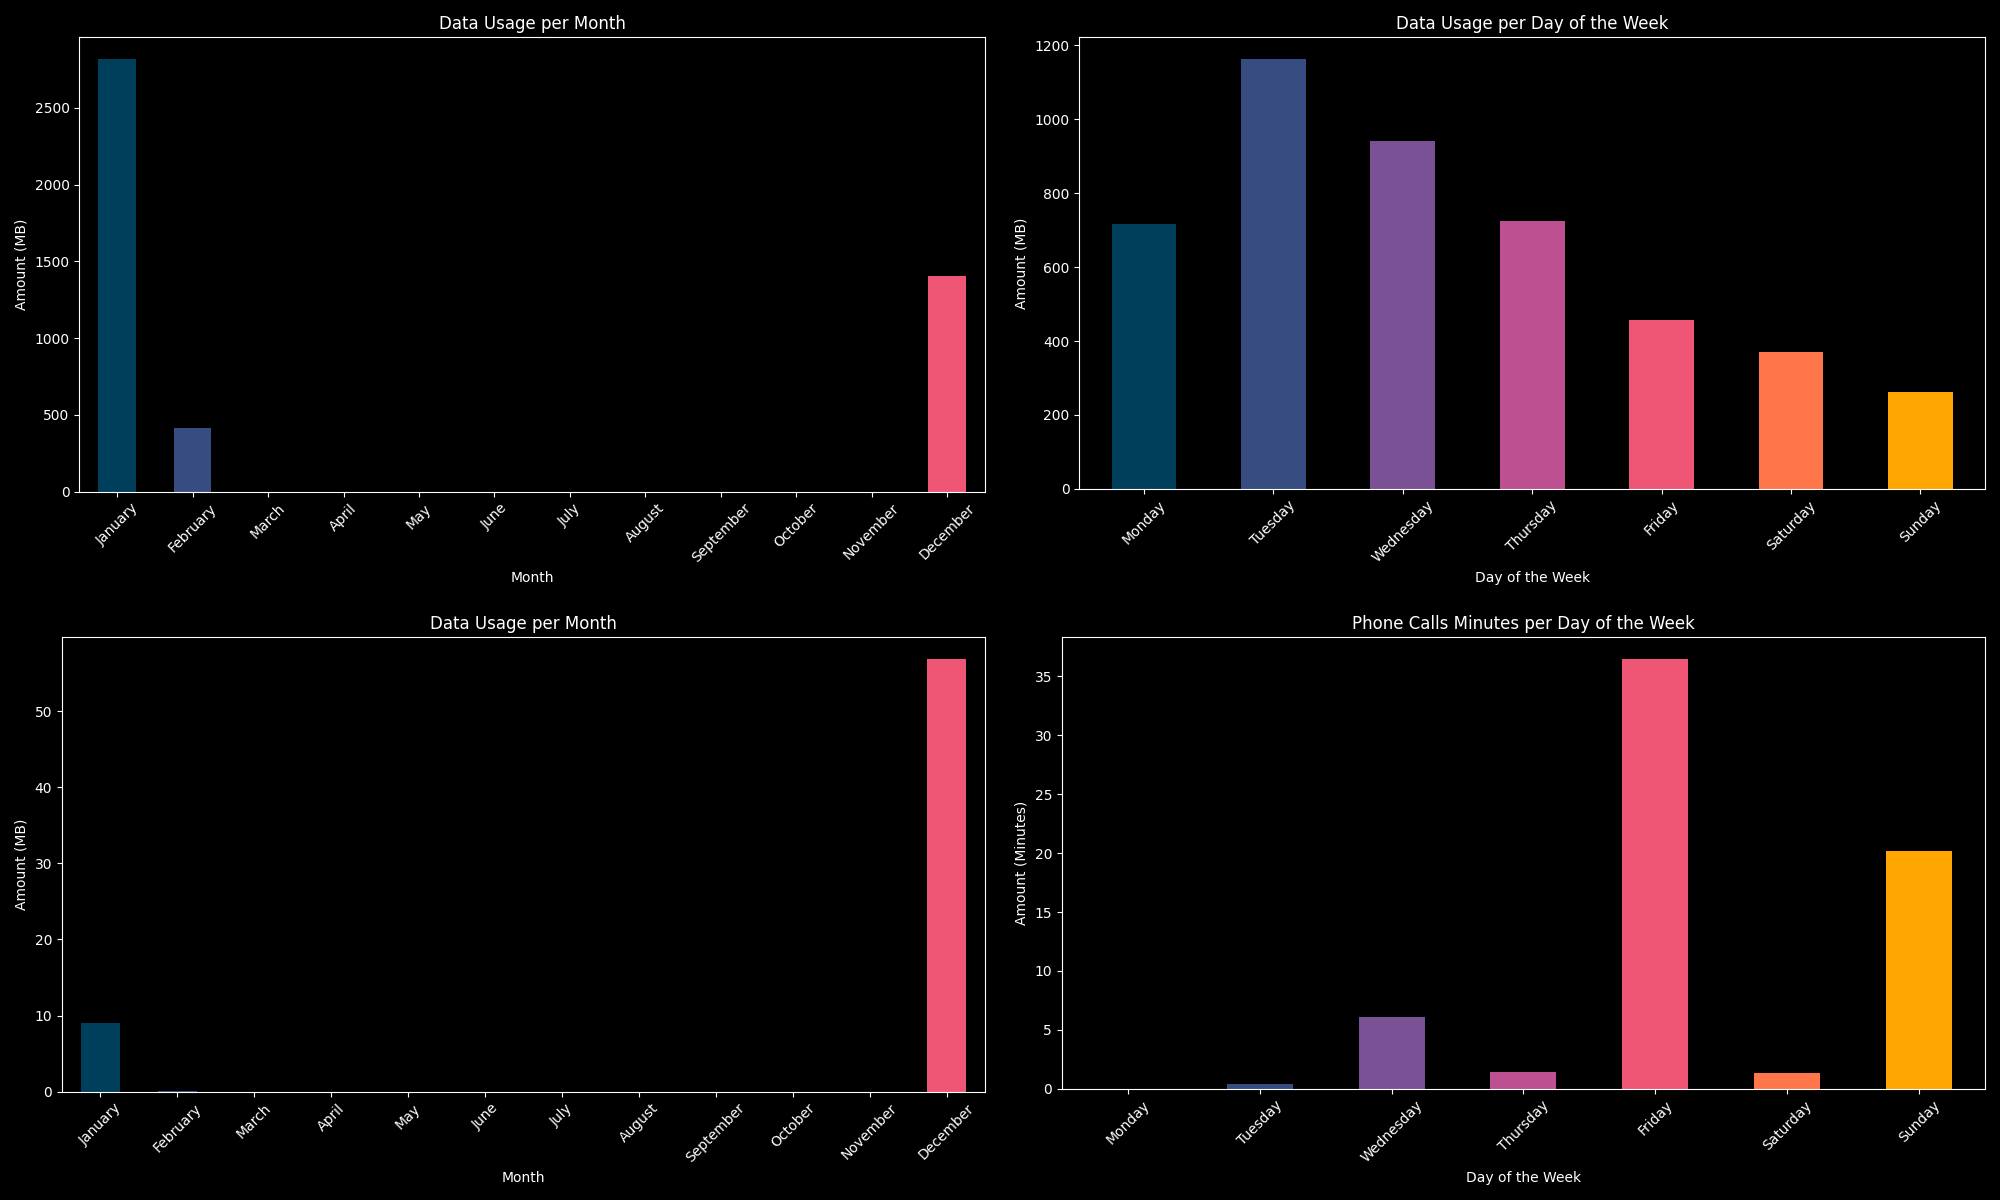 Data Usage per Month
Amount (MB)
2500
2000
1500
1000
500
0
January
February
March
April
May
June
July
August
September
October
November
December
Month
Data Usage per Day of the Week
Amount (MB)
1200
1000
800
600
400
200
0
Monday
Tuesday
Wednesday
Thursday
Friday
Saturday
Sunday
Day of the Week
Data Usage per Month
Amount (MB)
50
40
30
20
10
0
January
February
March
April
May
June
July
August
September
October
November
December
Month
Phone Calls Minutes per Day of the Week
Amount (Minutes)
35
30
25
20
15
10
5
0
Monday
Tuesday
Wednesday
Thursday
Friday
Saturday
Sunday
Day of the Week